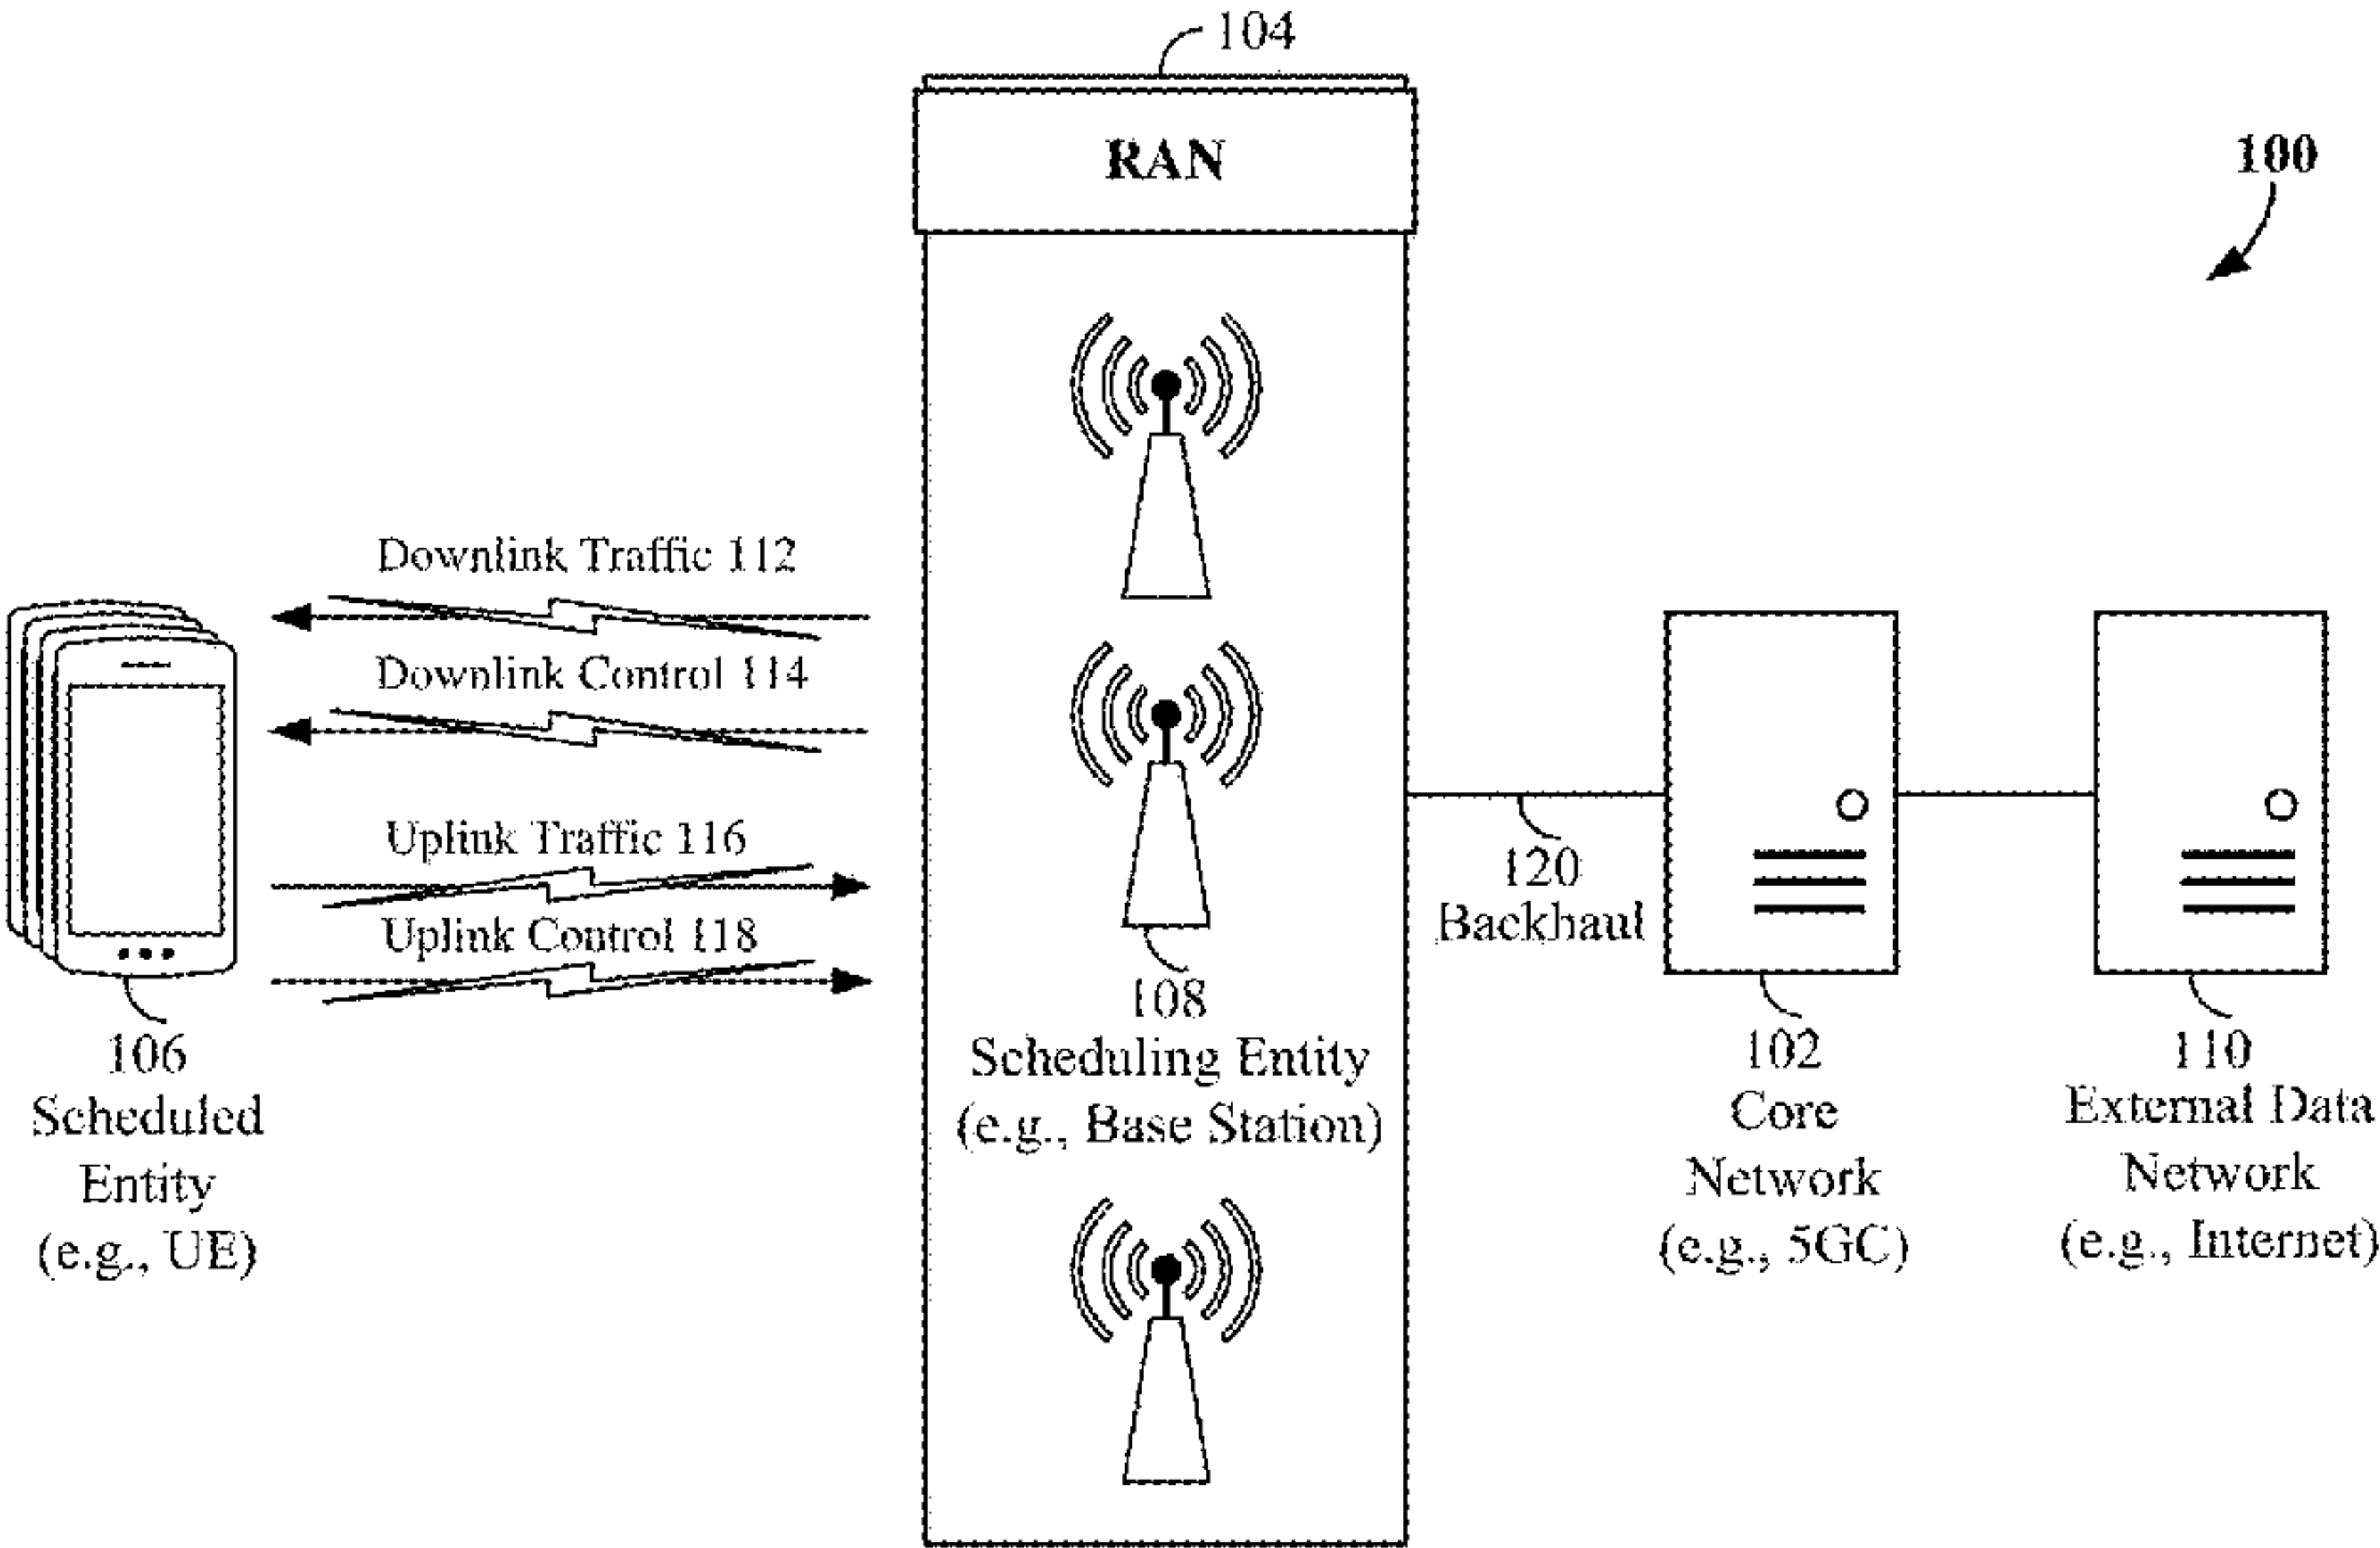 104
RAN
100
Downlink Traffic 112
Downlink Control 114
Uplink Traffic 116
Uplink Control 118
106
Scheduled
Entity
(e.g., UE)
108
Scheduling Entity
(e.g., Base Station)
120
Backhaul
102
Core
Network
(e.g., 5GC)
110
External Data
Network
(e.g., Internet)